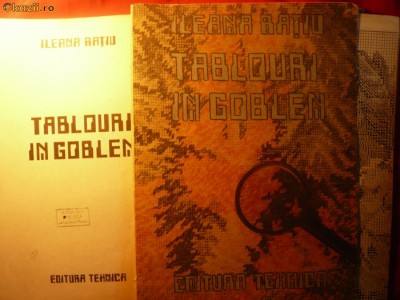 okazii.ro
ILEANA RAȚIU
TABLOURI
IN GOBLEN
EDITURA TEHNICA
ILEANA RAȚIU
TABLOURI
IN GOBLEN
EDITURA TEHNICA